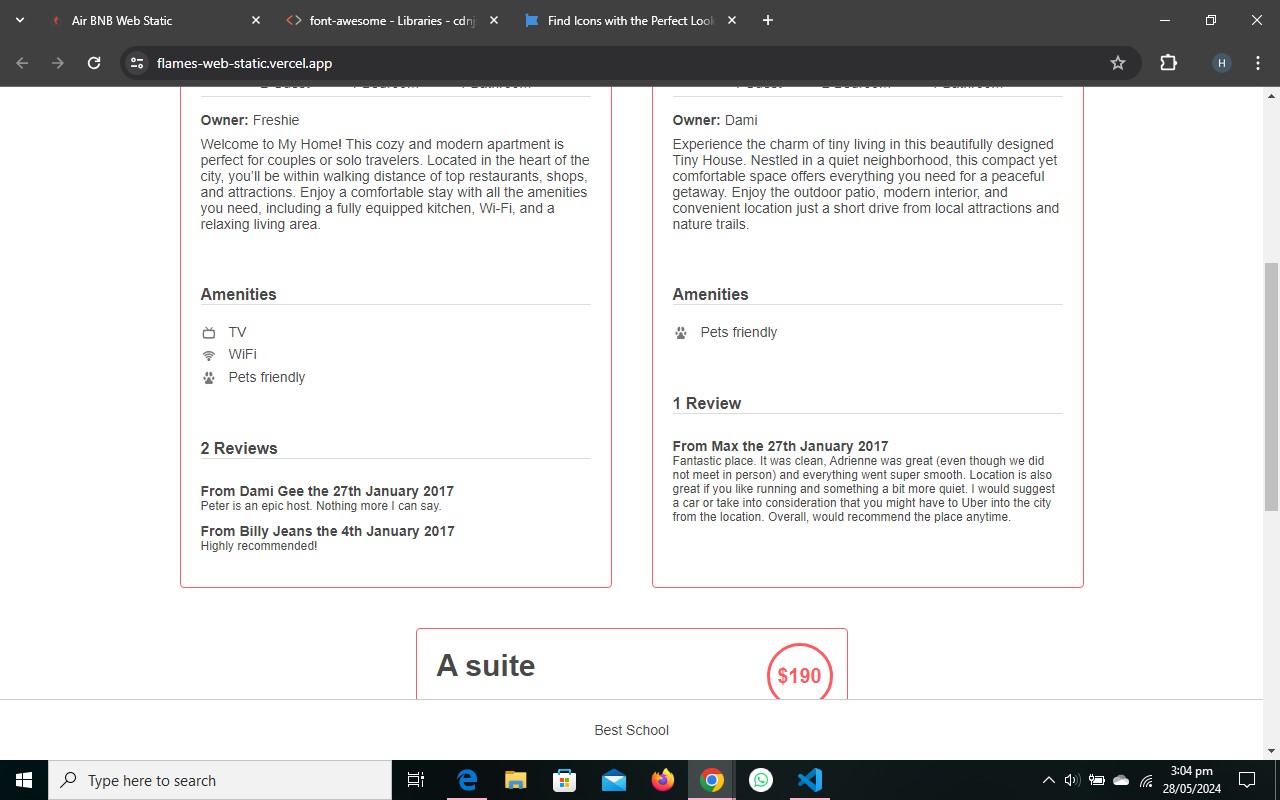 Air BNB Web Static
font-awesome - Libraries - cdnj
Find Icons with the Perfect Look
flames-web-static.vercel.app
H
Owner: Freshie
Welcome to My Home! This cozy and modern apartment is
perfect for couples or solo travelers. Located in the heart of the
city, you'll be within walking distance of top restaurants, shops,
and attractions. Enjoy a comfortable stay with all the amenities
you need, including a fully equipped kitchen, Wi-Fi, and a
relaxing living area.
Amenities
TV
WiFi
Pets friendly
2 Reviews
From Dami Gee the 27th January 2017
Peter is an epic host. Nothing more I can say.
From Billy Jeans the 4th January 2017
Highly recommended!
Owner: Dami
Experience the charm of tiny living in this beautifully designed
Tiny House. Nestled in a quiet neighborhood, this compact yet
comfortable space offers everything you need for a peaceful
getaway. Enjoy the outdoor patio, modern interior, and
convenient location just a short drive from local attractions and
nature trails.
Amenities
Pets friendly
1 Review
From Max the 27th January 2017
Fantastic place. It was clean, Adrienne was great (even though we did
not meet in person) and everything went super smooth. Location is also
great if you like running and something a bit more quiet. I would suggest
a car or take into consideration that you might have to Uber into the city
from the location. Overall, would recommend the place anytime.
A suite
$190
Best School
Type here to search
3:04 pm
28/05/2024